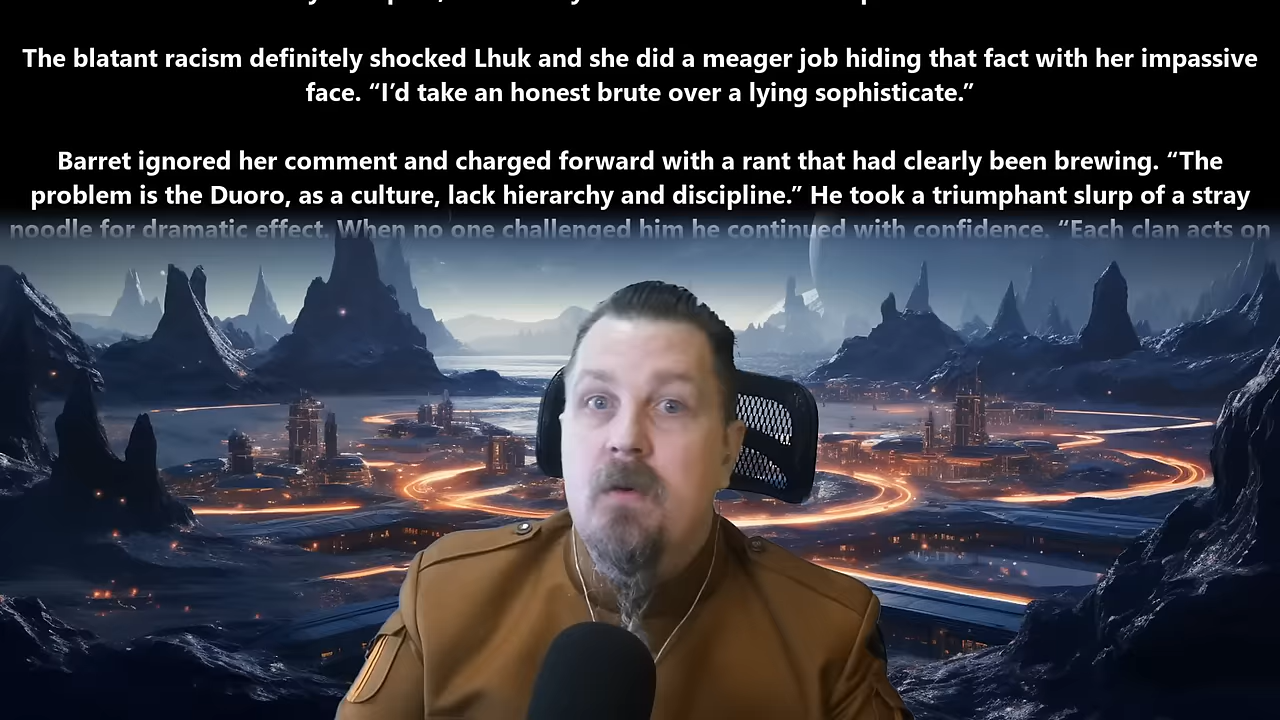 The blatant racism definitely shocked Lhuk and she did a meager job hiding that fact with her impassive
face. “I’d take an honest brute over a lying sophisticate.”
Barret ignored her comment and charged forward with a rant that had clearly been brewing. “The
problem is the Duoro, as a culture, lack hierarchy and discipline.” He took a triumphant slurp of a stray
noodle for dramatic effect. When no one challenged him he continued with confidence. “Each clan acts on